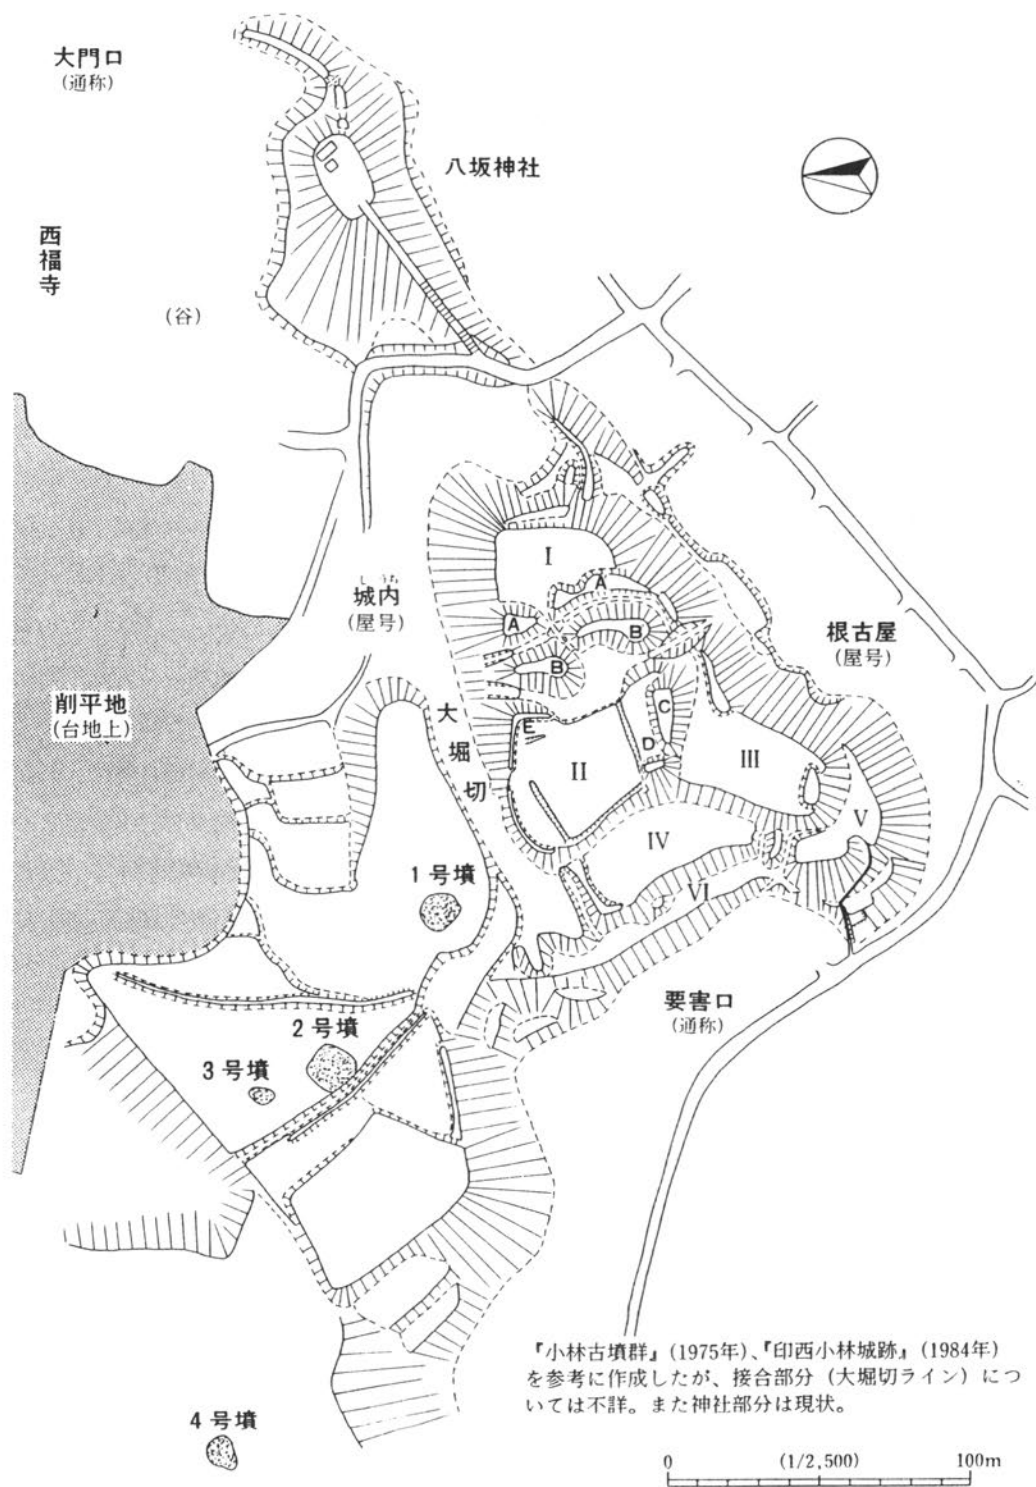 大門口
(通称)
八坂神社
西福寺
(谷)
I
A
じょううち
城内
(屋号)
A
B
B
根古屋
(屋号)
削平地
(台地上)
大堀切
E
C
D
II
III
IV
V
VI
1号墳
要害口
(通称)
2号墳
3号墳
『小林古墳群』(1975年)、『印西小林城跡』(1984年)
を参考に作成したが、接合部分（大堀切ライン）につ
いては不詳。また神社部分は現状。
4号墳
0 (1/2,500) 100m